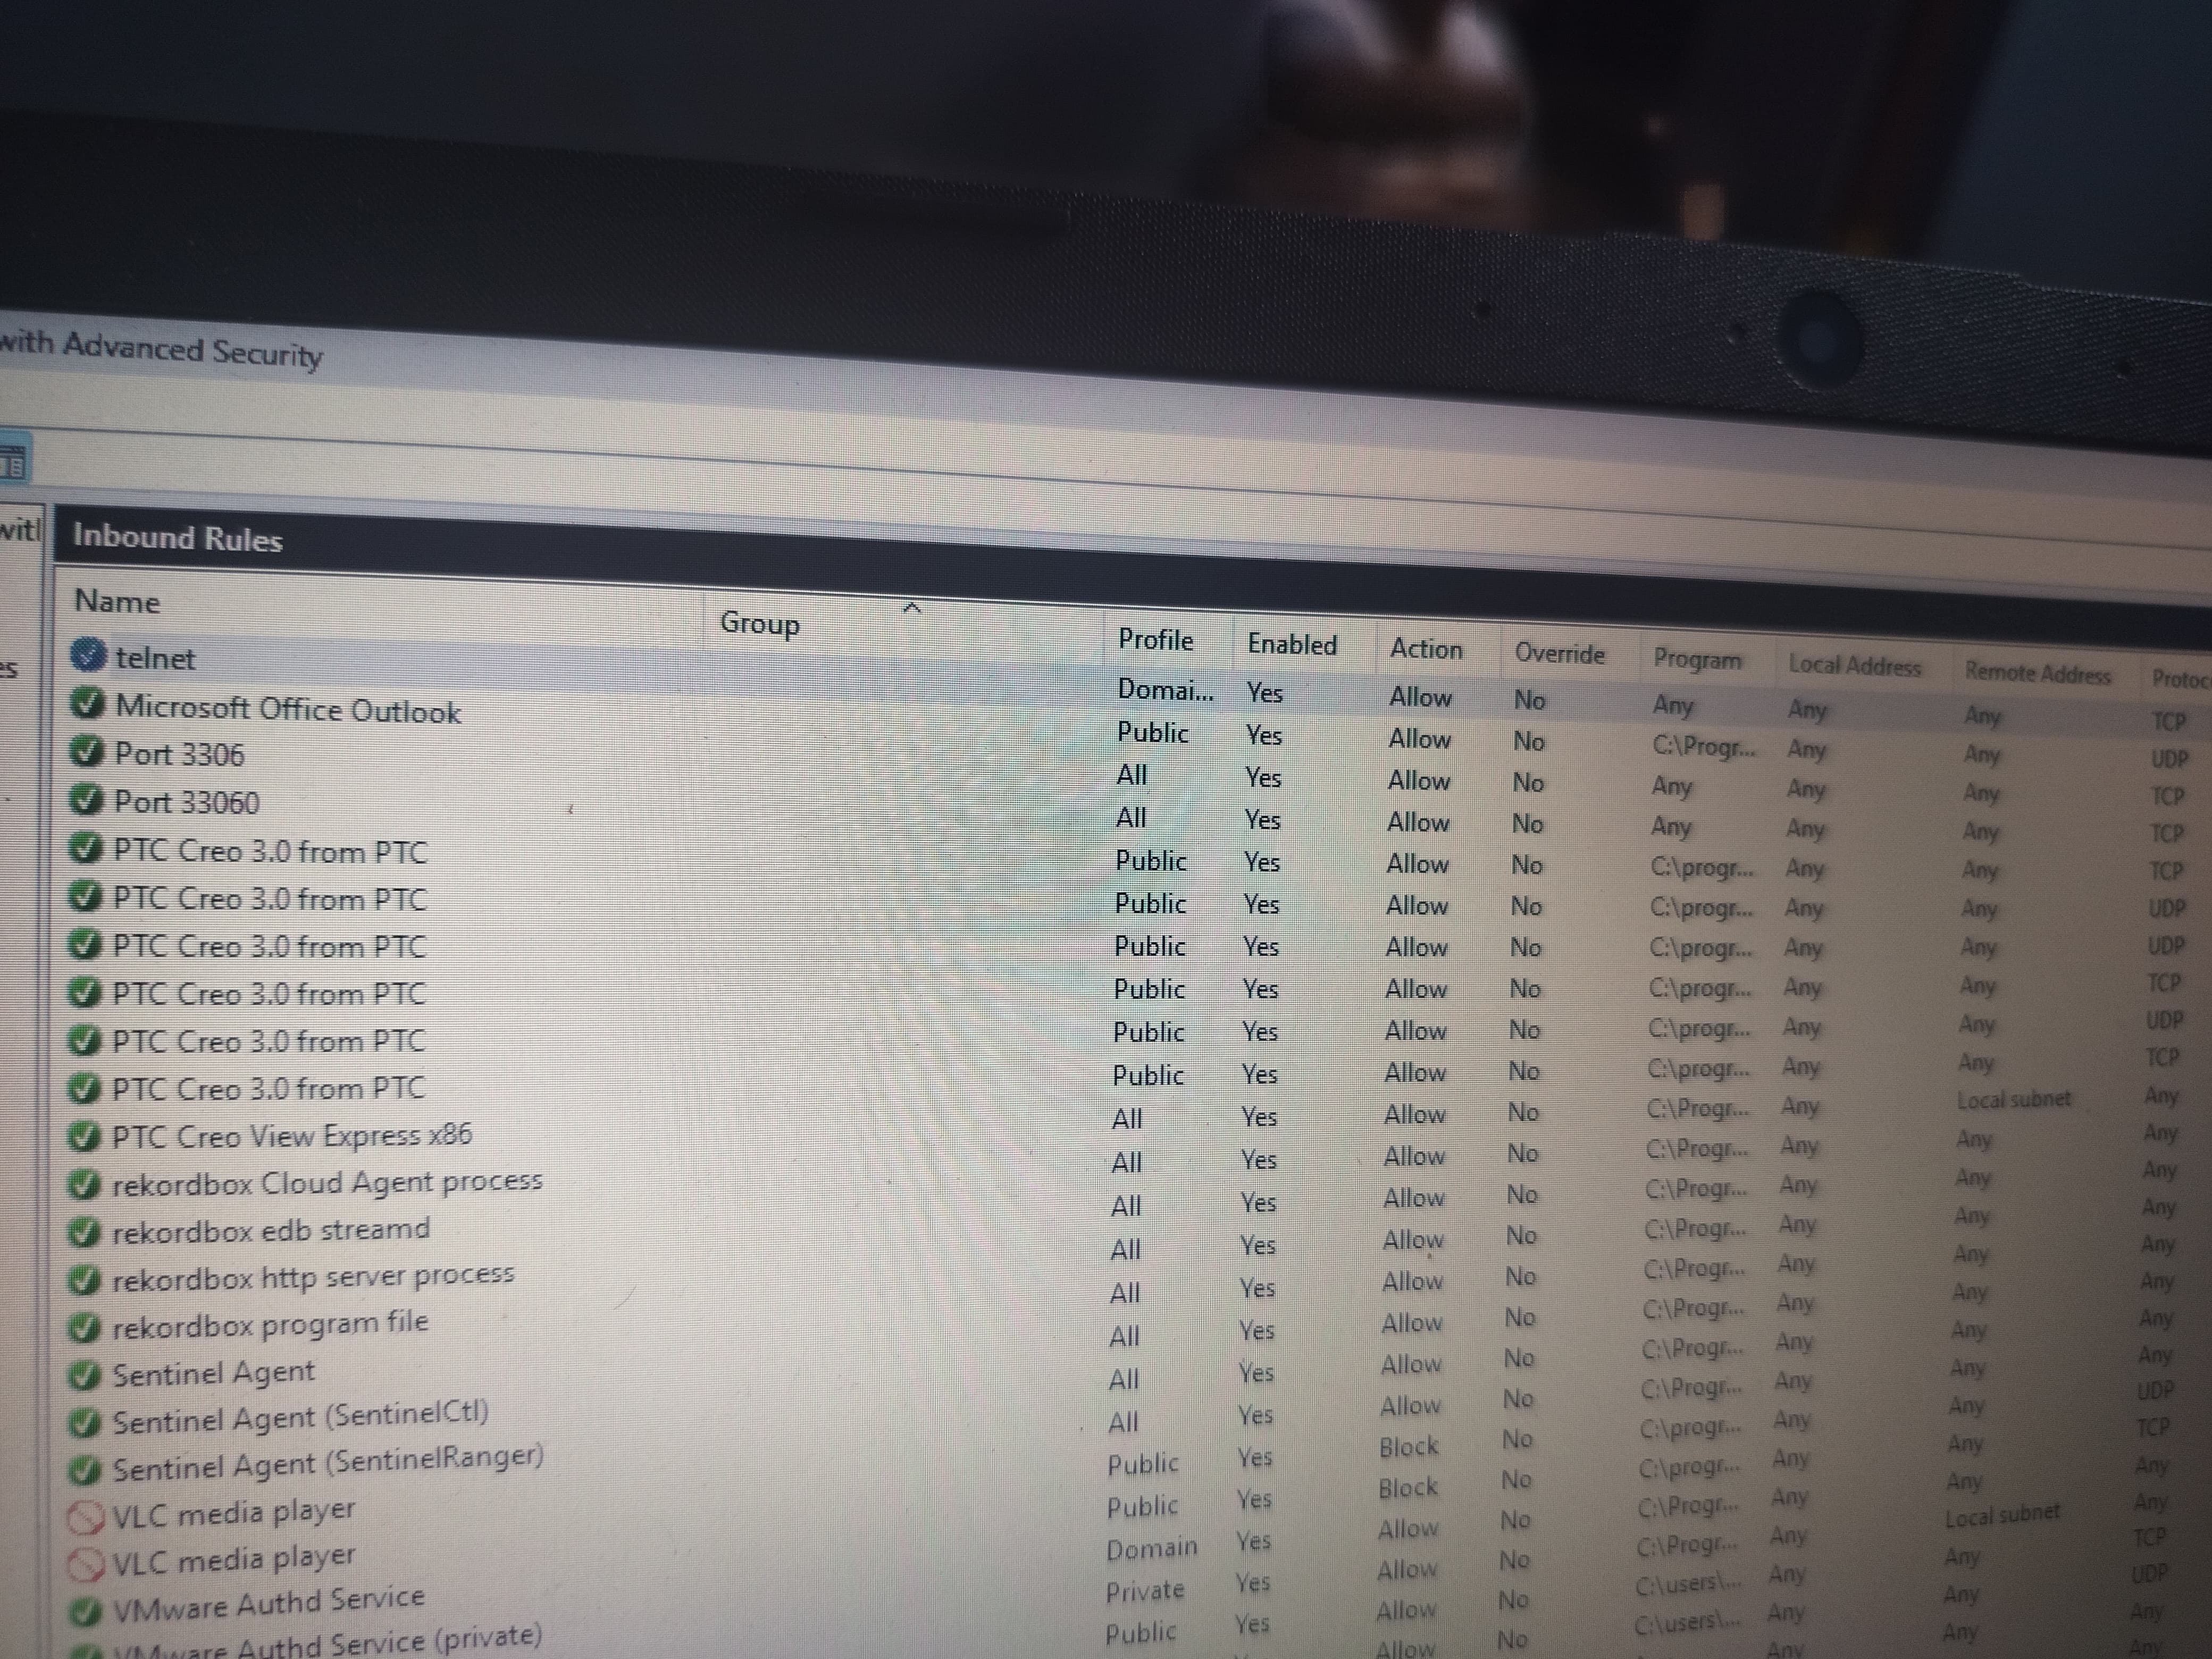 with Advanced Security
Inbound Rules
Name Group Profile Enabled Action Override Program Local Address Remote Address Protoc
telnet Domai... Yes Allow No Any Any Any TCP
Microsoft Office Outlook Public Yes Allow No C:\Progr... Any Any UDP
Port 3306 All Yes Allow No Any Any Any TCP
Port 33060 All Yes Allow No Any Any Any TCP
PTC Creo 3.0 from PTC Public Yes Allow No C:\progr... Any Any TCP
PTC Creo 3.0 from PTC Public Yes Allow No C:\progr... Any Any UDP
PTC Creo 3.0 from PTC Public Yes Allow No C:\progr... Any Any UDP
PTC Creo 3.0 from PTC Public Yes Allow No C:\progr... Any Any TCP
PTC Creo 3.0 from PTC Public Yes Allow No C:\progr... Any Any UDP
PTC Creo 3.0 from PTC Public Yes Allow No C:\progr... Any Any TCP
PTC Creo View Express x86 All Yes Allow No C:\Progr... Any Local subnet Any
rekordbox Cloud Agent process All Yes Allow No C:\Progr... Any Any Any
rekordbox edb streamd All Yes Allow No C:\Progr... Any Any Any
rekordbox http server process All Yes Allow No C:\Progr... Any Any Any
rekordbox program file All Yes Allow No C:\Progr... Any Any Any
Sentinel Agent All Yes Allow No C:\Progr... Any Any Any
Sentinel Agent (SentinelCtl) All Yes Allow No C:\Progr... Any Any Any
Sentinel Agent (SentinelRanger) All Yes Allow No C:\Progr... Any Any Any
VLC media player Public Yes Block No C:\progr... Any Any UDP
VLC media player Public Yes Block No C:\progr... Any Any TCP
VMware Authd Service Domain Yes Allow No C:\Progr... Any Any Any
VMware Authd Service (private) Private Yes Allow No C:\Progr... Any Local subnet Any
Public Yes Allow No C:\users\... Any Any TCP
Allow No C:\users\... Any Any UDP